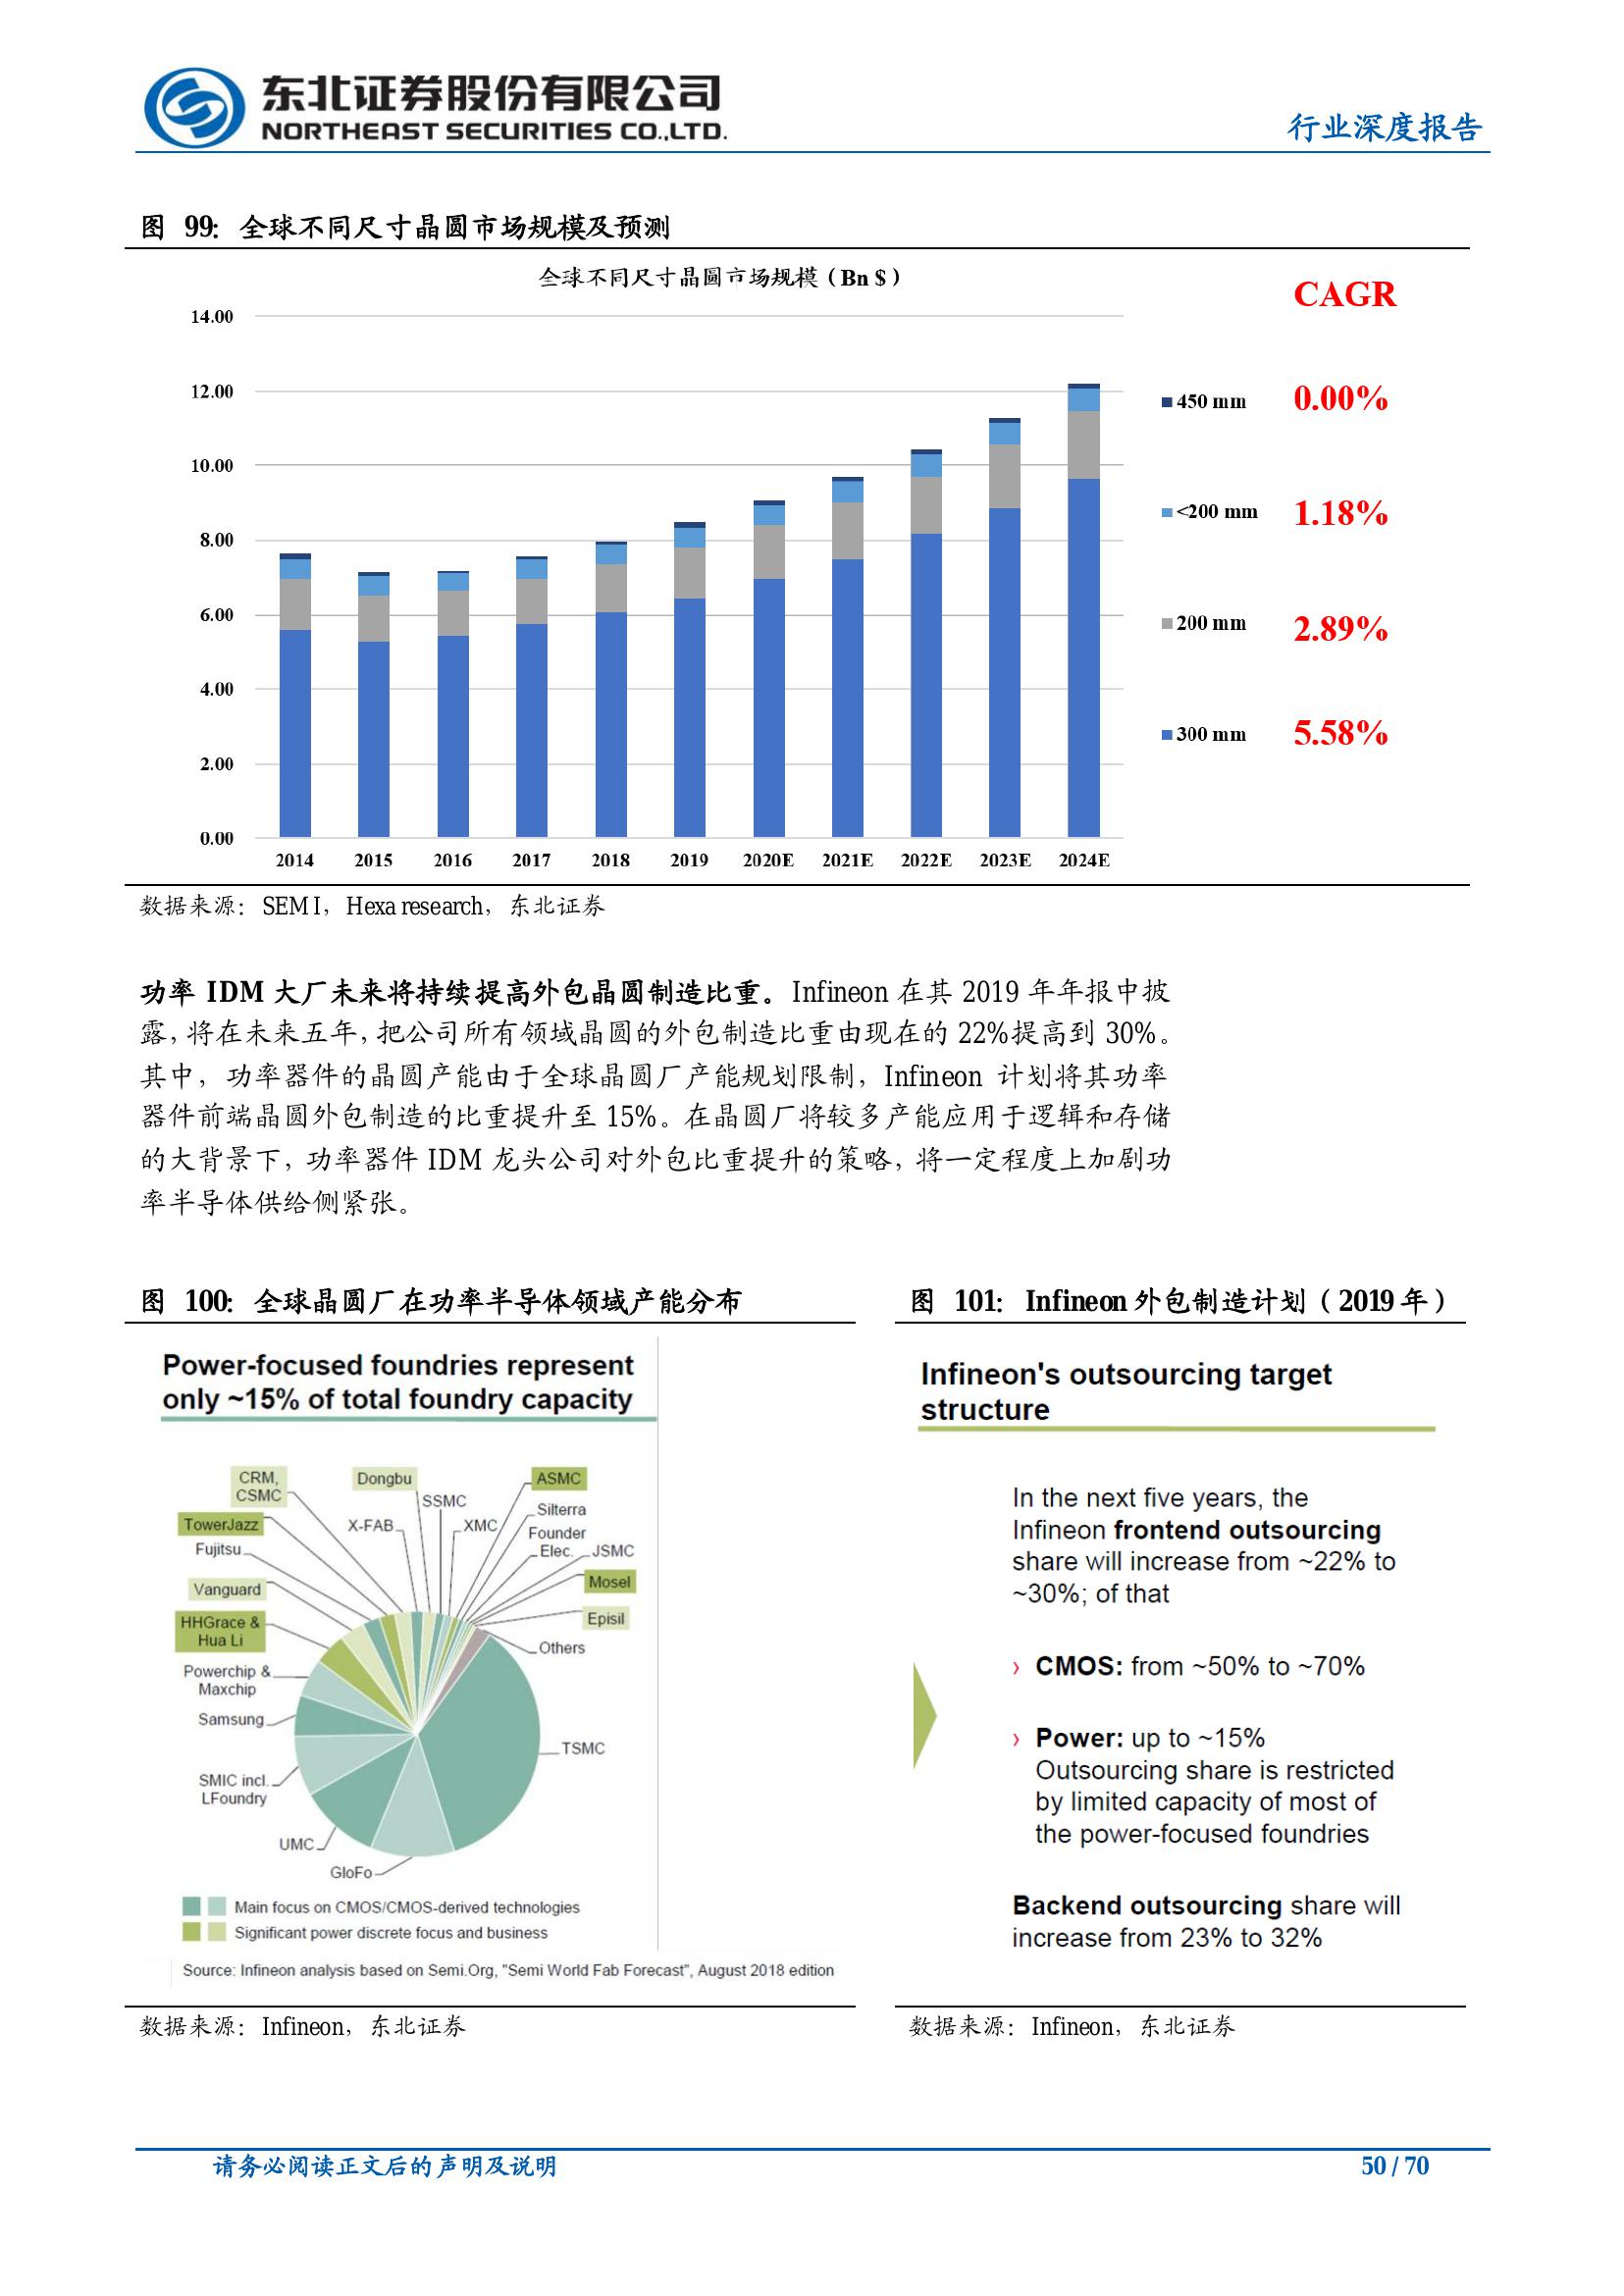 东北证券股份有限公司
NORTHEAST SECURITIES CO.,LTD.
行业深度报告
图 99：全球不同尺寸晶圆市场规模及预测
全球不同尺寸晶圆市场规模（Bn $）
CAGR
14.00
12.00
10.00
8.00
6.00
4.00
2.00
0.00
2014 2015 2016 2017 2018 2019 2020E 2021E 2022E 2023E 2024E
450 mm 0.00%
<200 mm 1.18%
200 mm 2.89%
300 mm 5.58%
数据来源：SEMI，Hexa research，东北证券
功率 IDM 大厂未来将持续提高外包晶圆制造比重。Infineon 在其 2019 年年报中披
露，将在未来五年，把公司所有领域晶圆的外包制造比重由现在的 22%提高到 30%。
其中，功率器件的晶圆产能由于全球晶圆厂产能规划限制，Infineon 计划将其功率
器件前端晶圆外包制造的比重提升至 15%。在晶圆厂将较多产能应用于逻辑和存储
的大背景下，功率器件 IDM 龙头公司对外包比重提升的策略，将一定程度上加剧功
率半导体供给侧紧张。
图 100：全球晶圆厂在功率半导体领域产能分布
Power-focused foundries represent
only ~15% of total foundry capacity
CRM,
CSMC
Dongbu
ASMC
SSMC
Silterra
TowerJazz
X-FAB
XMC
Founder
Elec.
Fujitsu
JSMC
Vanguard
Mosel
HHGrace &
Hua Li
Episil
Others
Powerchip &
Maxchip
Samsung
TSMC
SMIC incl.
LFoundry
UMC
GloFo
Main focus on CMOS/CMOS-derived technologies
Significant power discrete focus and business
Source: Infineon analysis based on Semi.Org, "Semi World Fab Forecast", August 2018 edition
数据来源：Infineon，东北证券
图 101：Infineon 外包制造计划（2019 年）
Infineon's outsourcing target
structure
In the next five years, the
Infineon frontend outsourcing
share will increase from ~22% to
~30%; of that
› CMOS: from ~50% to ~70%
› Power: up to ~15%
Outsourcing share is restricted
by limited capacity of most of
the power-focused foundries
Backend outsourcing share will
increase from 23% to 32%
数据来源：Infineon，东北证券
请务必阅读正文后的声明及说明
50 / 70